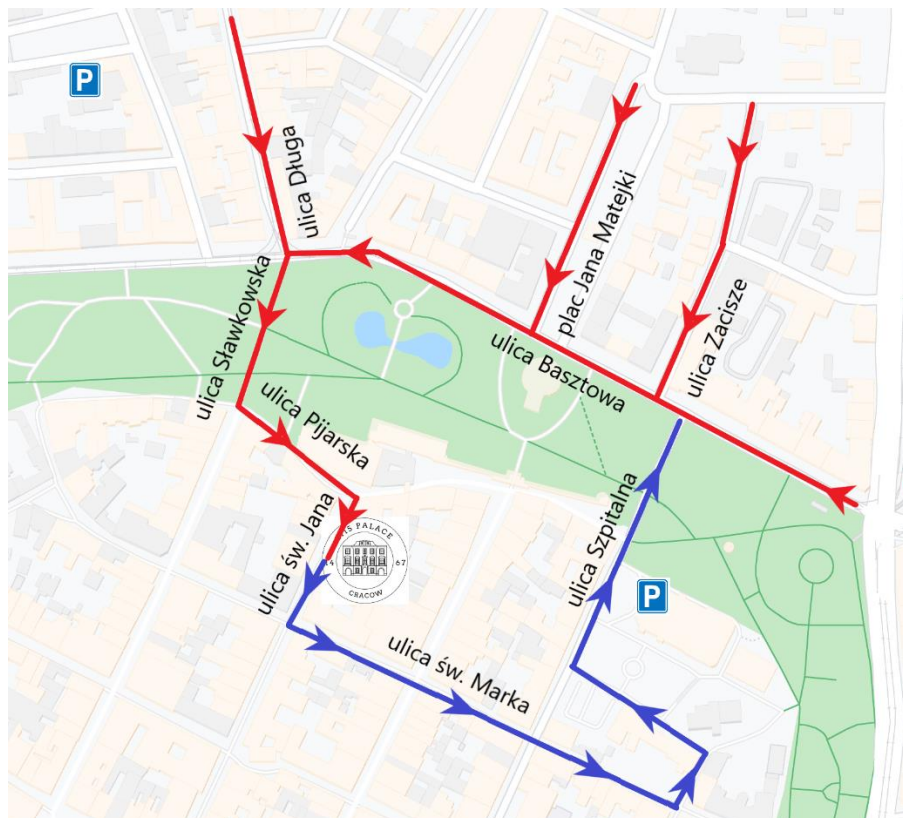 P
ulica Długa
plac Jana Matejki
ulica Zacisze
ulica Sławkowska
ulica Basztowa
ulica Pijarska
ulica św. Jana
PALACE
67
CRACOW
ulica Szpitalna
P
ulica św. Marka